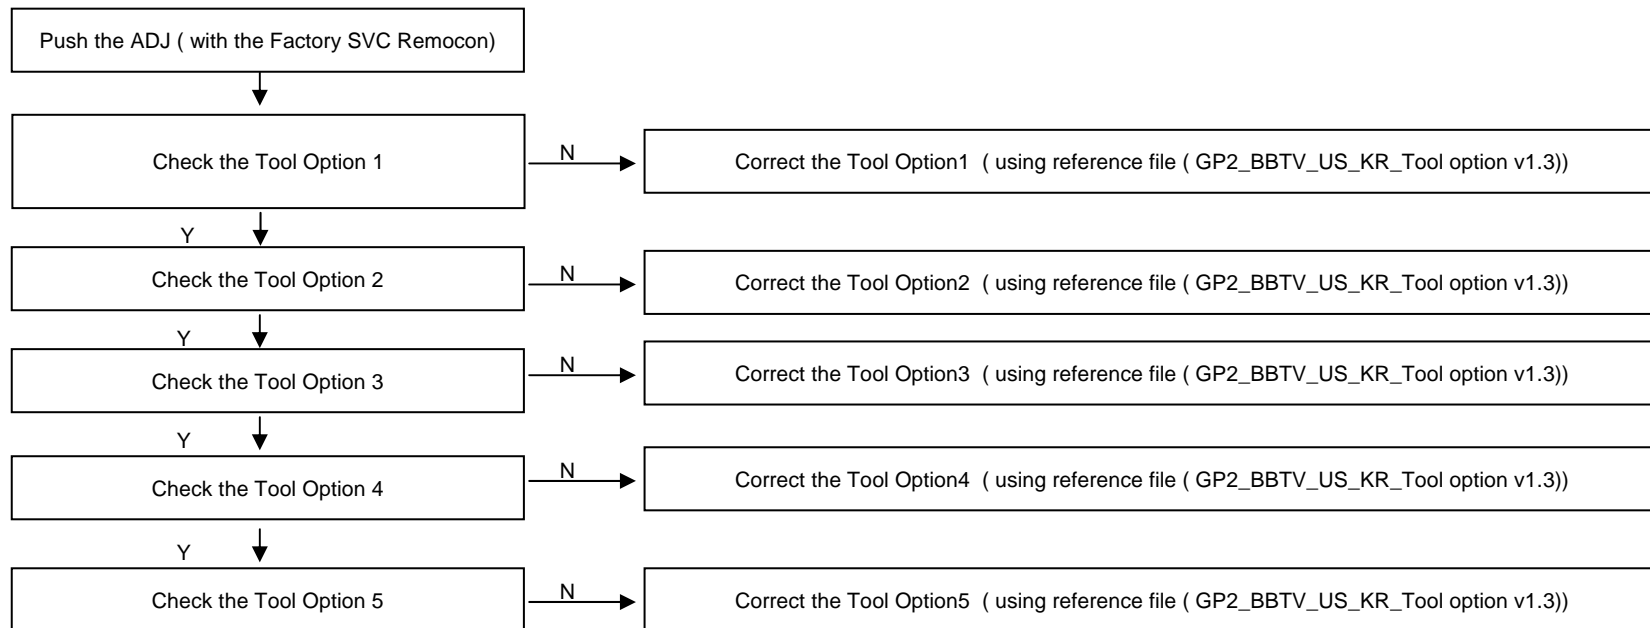 Push the ADJ ( with the Factory SVC Remocon)
Check the Tool Option 1
N
Correct the Tool Option1 ( using reference file ( GP2_BBTV_US_KR_Tool option v1.3))
Y
Check the Tool Option 2
N
Correct the Tool Option2 ( using reference file ( GP2_BBTV_US_KR_Tool option v1.3))
Y
Check the Tool Option 3
N
Correct the Tool Option3 ( using reference file ( GP2_BBTV_US_KR_Tool option v1.3))
Y
Check the Tool Option 4
N
Correct the Tool Option4 ( using reference file ( GP2_BBTV_US_KR_Tool option v1.3))
Y
Check the Tool Option 5
N
Correct the Tool Option5 ( using reference file ( GP2_BBTV_US_KR_Tool option v1.3))